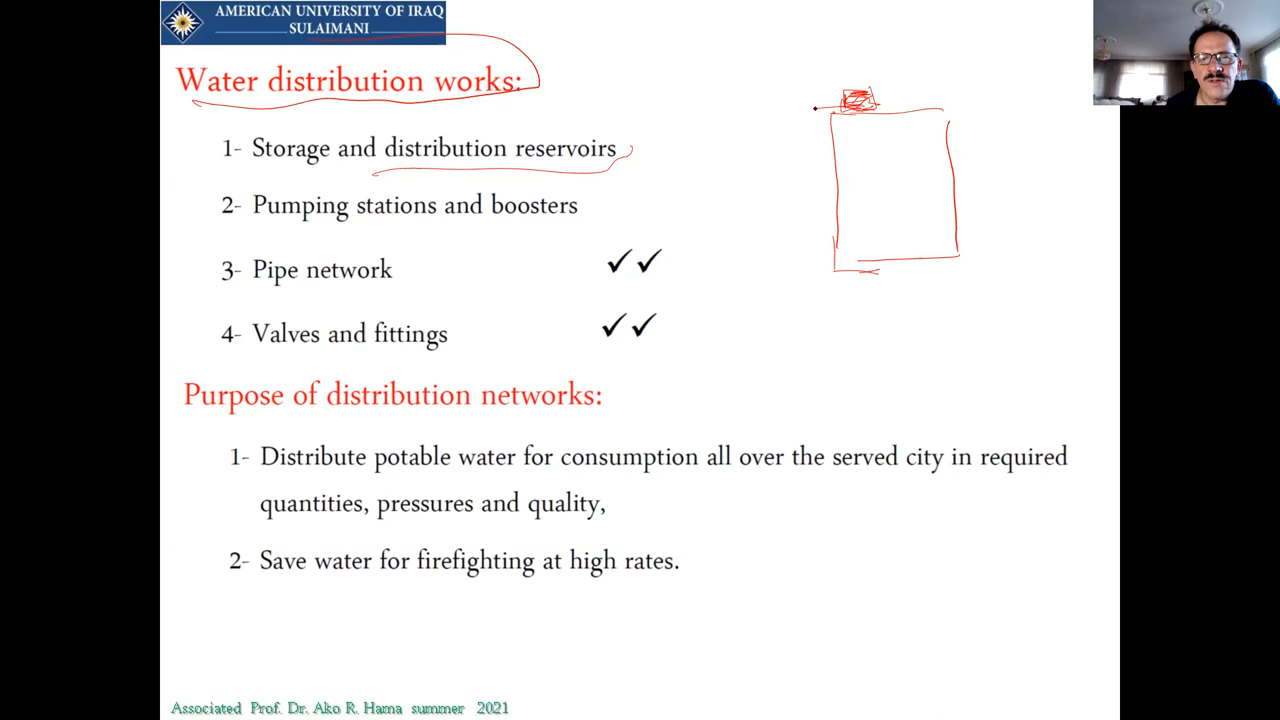 AMERICAN UNIVERSITY OF IRAQ
SULAIMANI
Water distribution works:
1- Storage and distribution reservoirs
2- Pumping stations and boosters
3- Pipe network ✓✓
4- Valves and fittings ✓✓
Purpose of distribution networks:
1- Distribute potable water for consumption all over the served city in required
quantities, pressures and quality,
2- Save water for firefighting at high rates.
Associated Prof. Dr. Ako R. Hama summer 2021